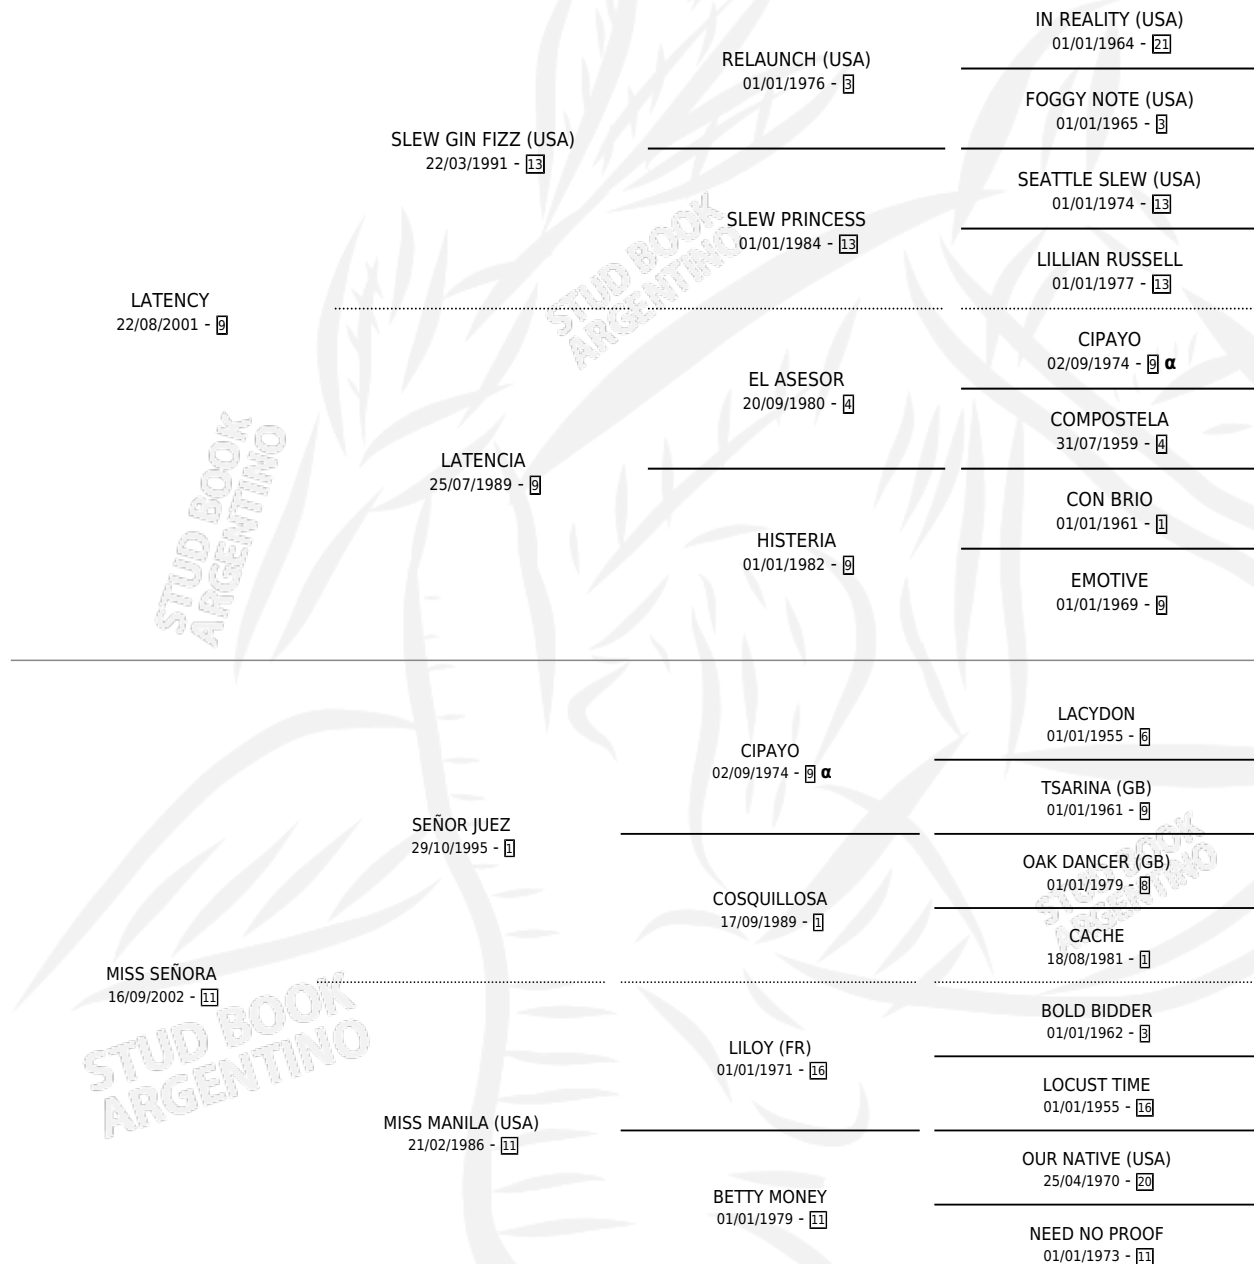 IN REALITY (USA)
01/01/1964 - 21
RELAUNCH (USA)
01/01/1976 - 3
FOGGY NOTE (USA)
01/01/1965 - 3
SLEW GIN FIZZ (USA)
22/03/1991 - 13
SEATTLE SLEW (USA)
01/01/1974 - 13
SLEW PRINCESS
01/01/1984 - 13
LILLIAN RUSSELL
01/01/1977 - 13
STUD BOOK
ARGENTINO
LATENCY
22/08/2001 - 9
CIPAYO
02/09/1974 - 9 α
EL ASESOR
20/09/1980 - 4
COMPOSTELA
31/07/1959 - 4
LATENCIA
25/07/1989 - 9
CON BRIO
01/01/1961 - 1
HISTERIA
01/01/1982 - 9
EMOTIVE
01/01/1969 - 9
STUD BOOK
ARGENTINO
LACYDON
01/01/1955 - 6
CIPAYO
02/09/1974 - 9 α
TSARINA (GB)
01/01/1961 - 9
SEÑOR JUEZ
29/10/1995 - 1
OAK DANCER (GB)
01/01/1979 - 8
COSQUILLOSA
17/09/1989 - 1
CACHE
18/08/1981 - 1
STUD BOOK
ARGENTINO
MISS SEÑORA
16/09/2002 - 11
BOLD BIDDER
01/01/1962 - 3
LILOY (FR)
01/01/1971 - 16
LOCUST TIME
01/01/1955 - 16
MISS MANILA (USA)
21/02/1986 - 11
OUR NATIVE (USA)
25/04/1970 - 20
BETTY MONEY
01/01/1979 - 11
NEED NO PROOF
01/01/1973 - 11
STUD BOOK
ARGENTINO